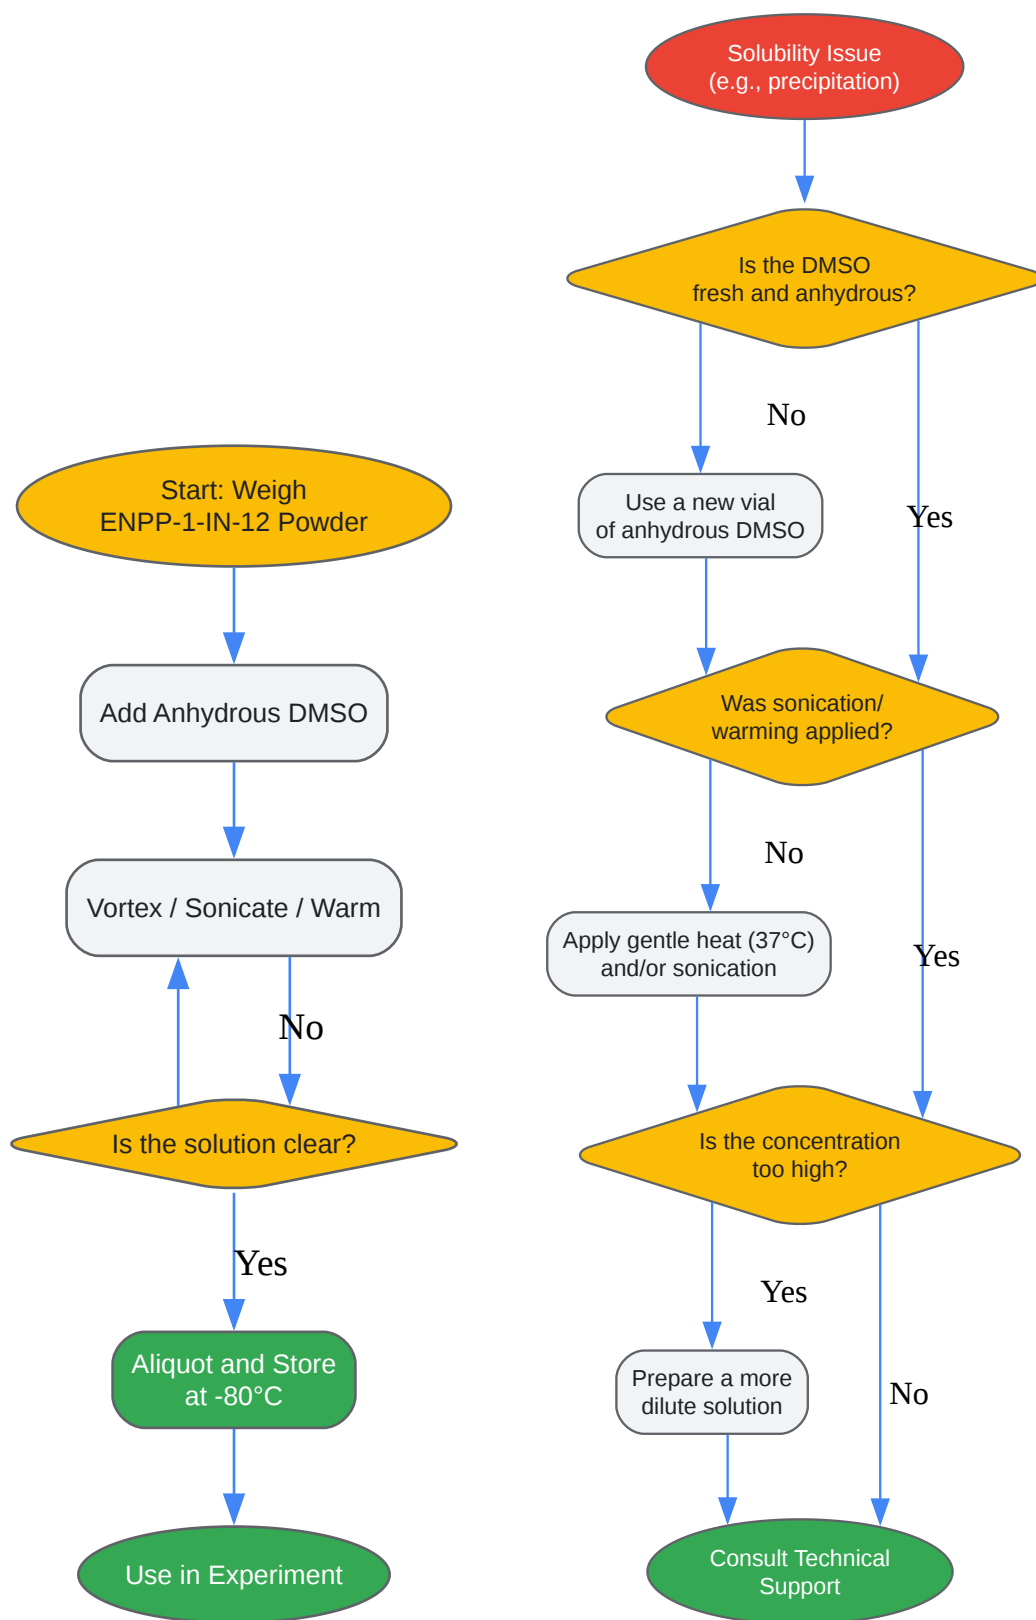 Start: Weigh
ENPP-1-IN-12 Powder
Add Anhydrous DMSO
Vortex / Sonicate / Warm
No
Is the solution clear?
Yes
Aliquot and Store
at -80°C
Use in Experiment
Solubility Issue
(e.g., precipitation)
Is the DMSO
fresh and anhydrous?
No
Yes
Use a new vial
of anhydrous DMSO
Was sonication/
warming applied?
No
Yes
Apply gentle heat (37°C)
and/or sonication
Is the concentration
too high?
Yes
No
Prepare a more
dilute solution
Consult Technical
Support